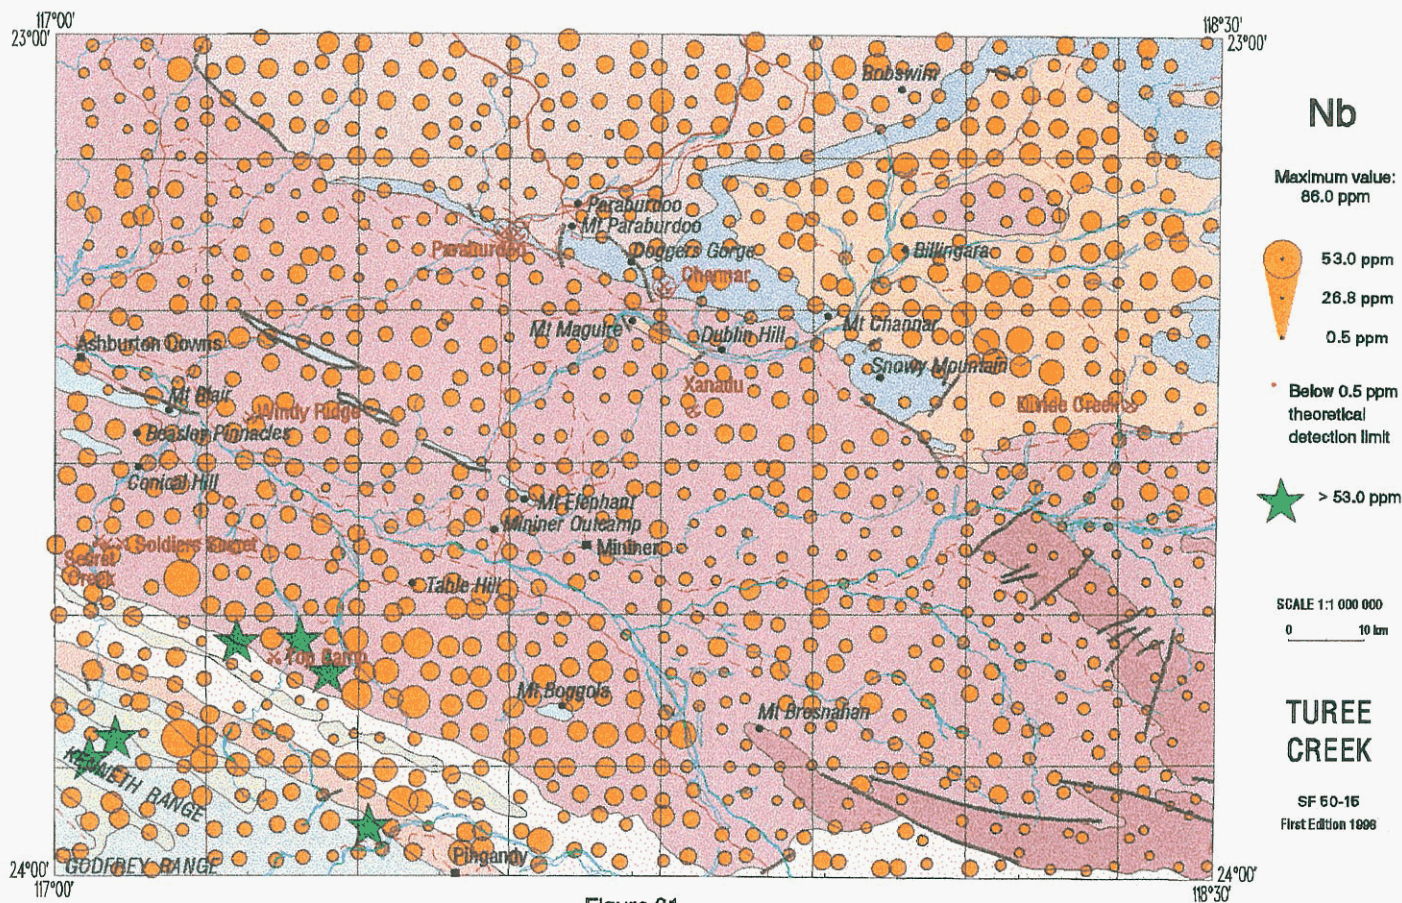 117°00'
118°30'
23°00'
23°00'
Nb
Maximum value:
86.0 ppm
53.0 ppm
26.8 ppm
0.5 ppm
Below 0.5 ppm
theoretical
detection limit
> 53.0 ppm
SCALE 1:1 000 000
0 10 km
TUREE
CREEK
SF 50-15
First Edition 1996
Bobswim
Paraburdoo
Mt Paraburdoo
Paraburdoo
Doggers Gorge
Billingara
Channar
Mt Maguire
Dublin Hill
Mt Channar
Ashburton Downs
Snowy Mountain
Mt Blair
Windy Ridge
Xanadu
Divide Creek
Beasley Pinnacles
Conical Hill
Mt Elephant
Mininer Outcamp
Mininer
Soldiers Secret
Secret
Creek
Table Hill
Top Camp
Mt Boggola
Mt Bresnahan
KENNETH RANGE
GODFREY RANGE
Pingandy
24°00'
24°00'
117°00'
118°30'